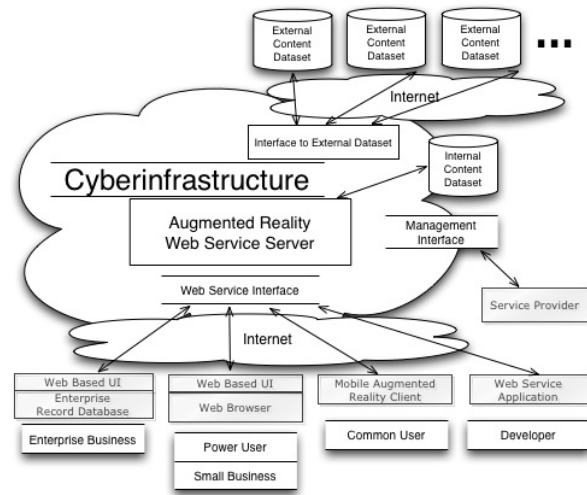 External
Content
Dataset
External
Content
Dataset
External
Content
Dataset
...
Internet
Interface to External Dataset
Internal
Content
Dataset
Cyberinfrastructure
Augmented Reality
Web Service Server
Management
Interface
Web Service Interface
Service Provider
Internet
Web Based UI
Enterprise
Record Database
Enterprise Business
Web Based UI
Web Browser
Power User
Small Business
Mobile Augmented
Reality Client
Common User
Web Service
Application
Developer